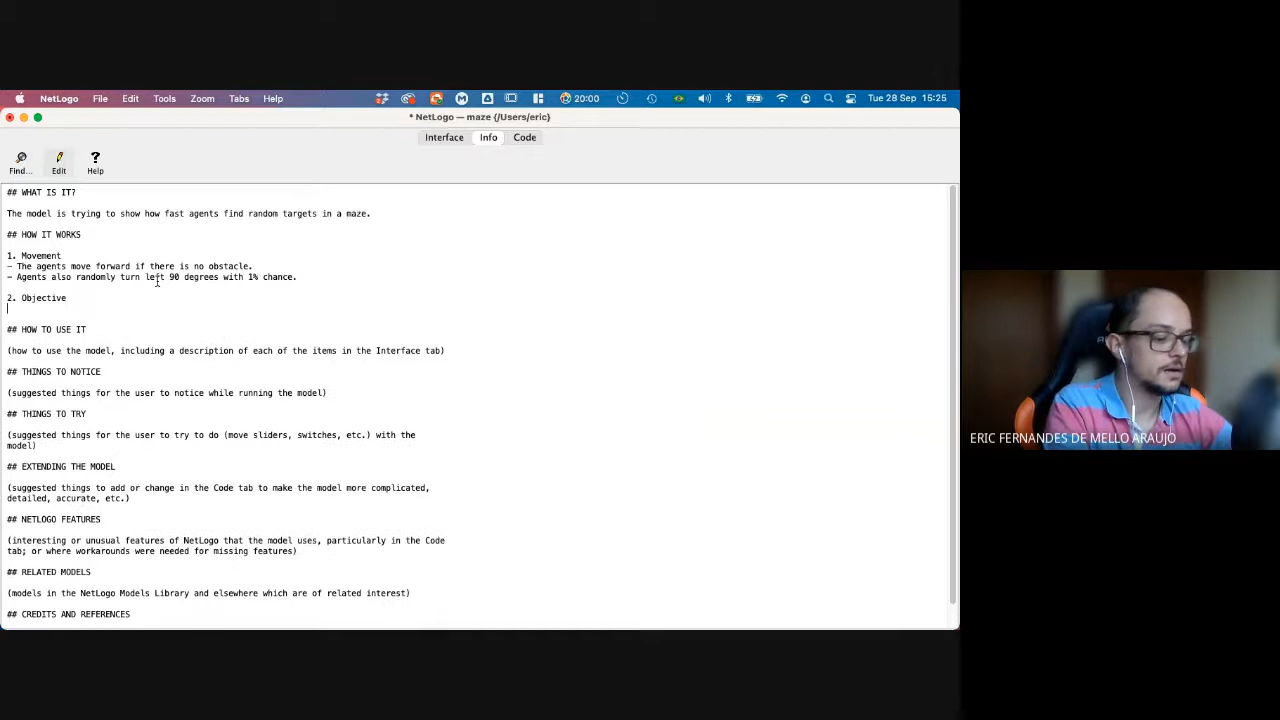 NetLogo File Edit Tools Zoom Tabs Help 20:00 Tue 28 Sep 15:25
* NetLogo — maze {/Users/eric}
Interface Info Code
Find... Edit Help
## WHAT IS IT?
The model is trying to show how fast agents find random targets in a maze.
## HOW IT WORKS
1. Movement
- The agents move forward if there is no obstacle.
- Agents also randomly turn left 90 degrees with 1% chance.
2. Objective
## HOW TO USE IT
(how to use the model, including a description of each of the items in the Interface tab)
## THINGS TO NOTICE
(suggested things for the user to notice while running the model)
## THINGS TO TRY
(suggested things for the user to try to do (move sliders, switches, etc.) with the
model)
## EXTENDING THE MODEL
(suggested things to add or change in the Code tab to make the model more complicated,
detailed, accurate, etc.)
## NETLOGO FEATURES
(interesting or unusual features of NetLogo that the model uses, particularly in the Code
tab; or where workarounds were needed for missing features)
## RELATED MODELS
(models in the NetLogo Models Library and elsewhere which are of related interest)
## CREDITS AND REFERENCES
ERIC FERNANDES DE MELLO ARAUJO